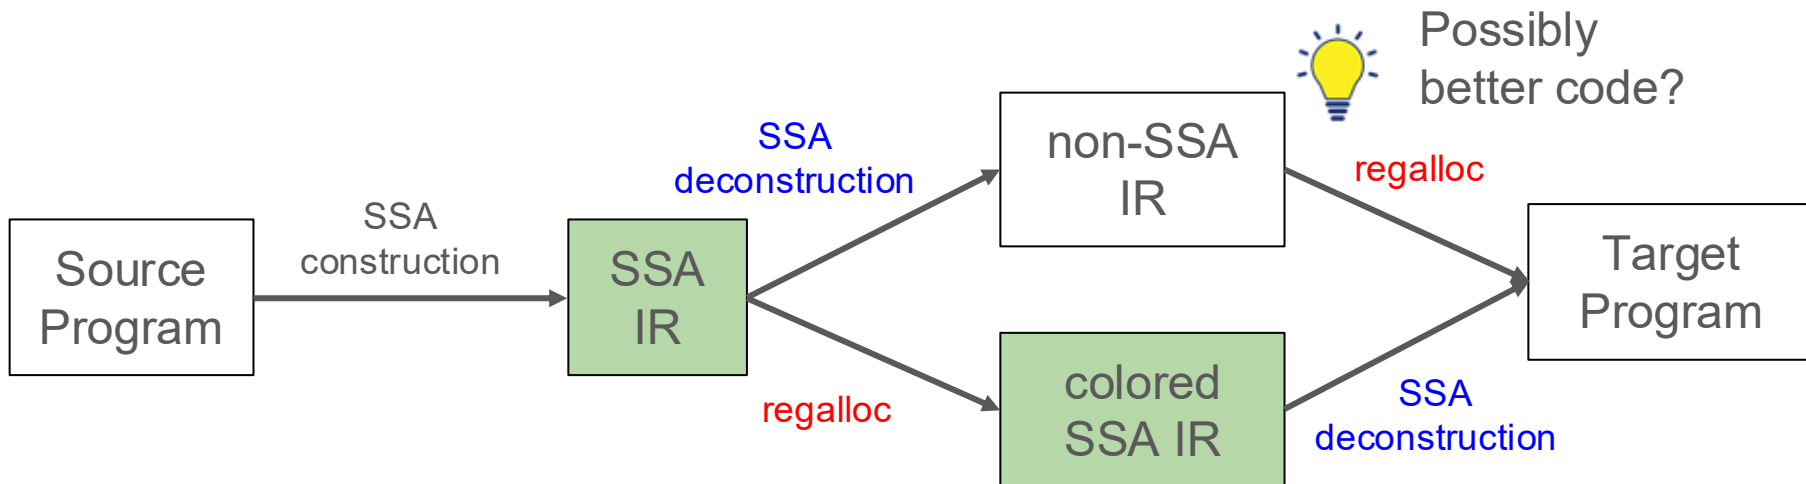 Possibly
better code?
SSA
deconstruction
non-SSA
IR
regalloc
SSA
construction
Source
Program
SSA
IR
Target
Program
regalloc
colored
SSA IR
SSA
deconstruction